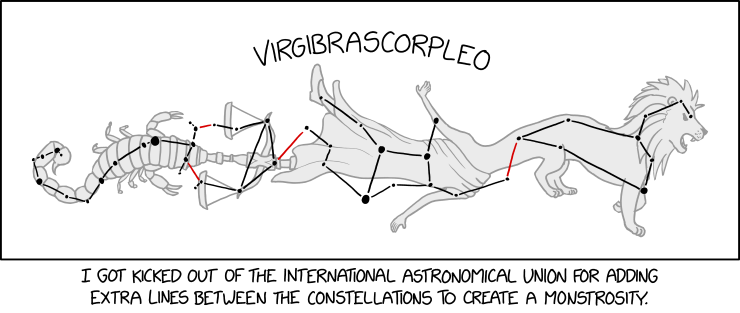 VIRGIBRASCORPLEO
I GOT KICKED OUT OF THE INTERNATIONAL ASTRONOMICAL UNION FOR ADDING
EXTRA LINES BETWEEN THE CONSTELLATIONS TO CREATE A MONSTROSITY.